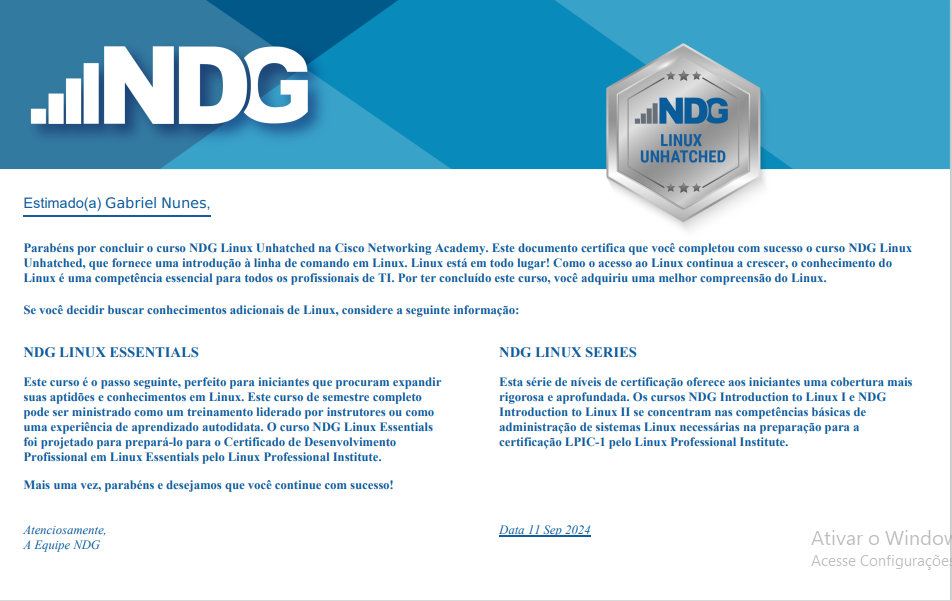 NDG
NDG
LINUX
UNHATCHED
Estimado(a) Gabriel Nunes,
Parabéns por concluir o curso NDG Linux Unhatched na Cisco Networking Academy. Este documento certifica que você completou com sucesso o curso NDG Linux
Unhatched, que fornece uma introdução à linha de comando em Linux. Linux está em todo lugar! Como o acesso ao Linux continua a crescer, o conhecimento do
Linux é uma competência essencial para todos os profissionais de TI. Por ter concluído este curso, você adquiriu uma melhor compreensão do Linux.
Se você decidir buscar conhecimentos adicionais de Linux, considere a seguinte informação:
NDG LINUX ESSENTIALS
Este curso é o passo seguinte, perfeito para iniciantes que procuram expandir
suas aptidões e conhecimentos em Linux. Este curso de semestre completo
pode ser ministrado como um treinamento liderado por instrutores ou como
uma experiência de aprendizado autodidata. O curso NDG Linux Essentials
foi projetado para prepará-lo para o Certificado de Desenvolvimento
Profissional em Linux Essentials pelo Linux Professional Institute.
NDG LINUX SERIES
Esta série de níveis de certificação oferece aos iniciantes uma cobertura mais
rigorosa e aprofundada. Os cursos NDG Introduction to Linux I e NDG
Introduction to Linux II se concentram nas competências básicas de
administração de sistemas Linux necessárias na preparação para a
certificação LPIC-1 pelo Linux Professional Institute.
Mais uma vez, parabéns e desejamos que você continue com sucesso!
Atenciosamente,
A Equipe NDG
Data 11 Sep 2024
Ativar o Window
Acesse Configurações